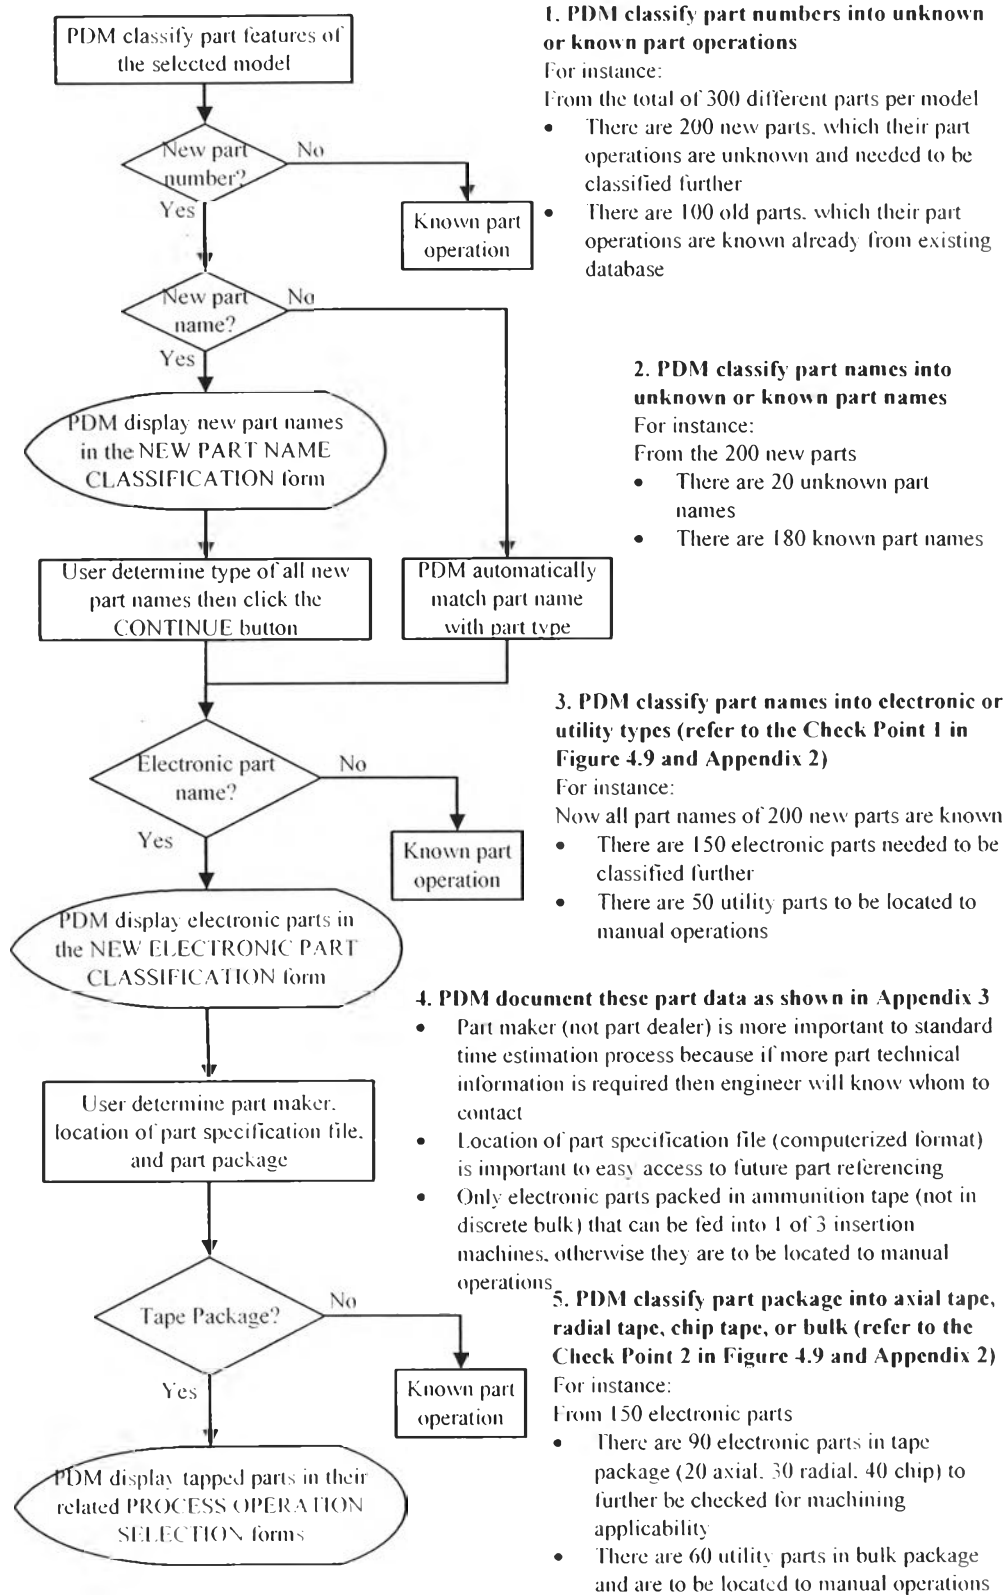 PDM classify part features of
the selected model
New part
number?
No
Yes
Known part
operation
New part
name?
No
Yes
PDM display new part names
in the NEW PART NAME
CLASSIFICATION form
User determine type of all new
part names then click the
CONTINUE button
PDM automatically
match part name
with part type
Electronic part
name?
No
Yes
Known part
operation
PDM display electronic parts in
the NEW ELECTRONIC PART
CLASSIFICATION form
User determine part maker,
location of part specification file,
and part package
Tape Package?
No
Yes
Known part
operation
PDM display tapped parts in their
related PROCESS OPERATION
SELECTION forms
1. PDM classify part numbers into unknown
or known part operations
For instance:
From the total of 300 different parts per model
• There are 200 new parts, which their part
operations are unknown and needed to be
classified further
• There are 100 old parts, which their part
operations are known already from existing
database
2. PDM classify part names into
unknown or known part names
For instance:
From the 200 new parts
• There are 20 unknown part
names
• There are 180 known part names
3. PDM classify part names into electronic or
utility types (refer to the Check Point 1 in
Figure 4.9 and Appendix 2)
For instance:
Now all part names of 200 new parts are known
• There are 150 electronic parts needed to be
classified further
• There are 50 utility parts to be located to
manual operations
4. PDM document these part data as shown in Appendix 3
• Part maker (not part dealer) is more important to standard
time estimation process because if more part technical
information is required then engineer will know whom to
contact
• Location of part specification file (computerized format)
is important to easy access to future part referencing
• Only electronic parts packed in ammunition tape (not in
discrete bulk) that can be fed into 1 of 3 insertion
machines, otherwise they are to be located to manual
operations
5. PDM classify part package into axial tape,
radial tape, chip tape, or bulk (refer to the
Check Point 2 in Figure 4.9 and Appendix 2)
For instance:
From 150 electronic parts
• There are 90 electronic parts in tape
package (20 axial, 30 radial, 40 chip) to
further be checked for machining
applicability
• There are 60 utility parts in bulk package
and are to be located to manual operations